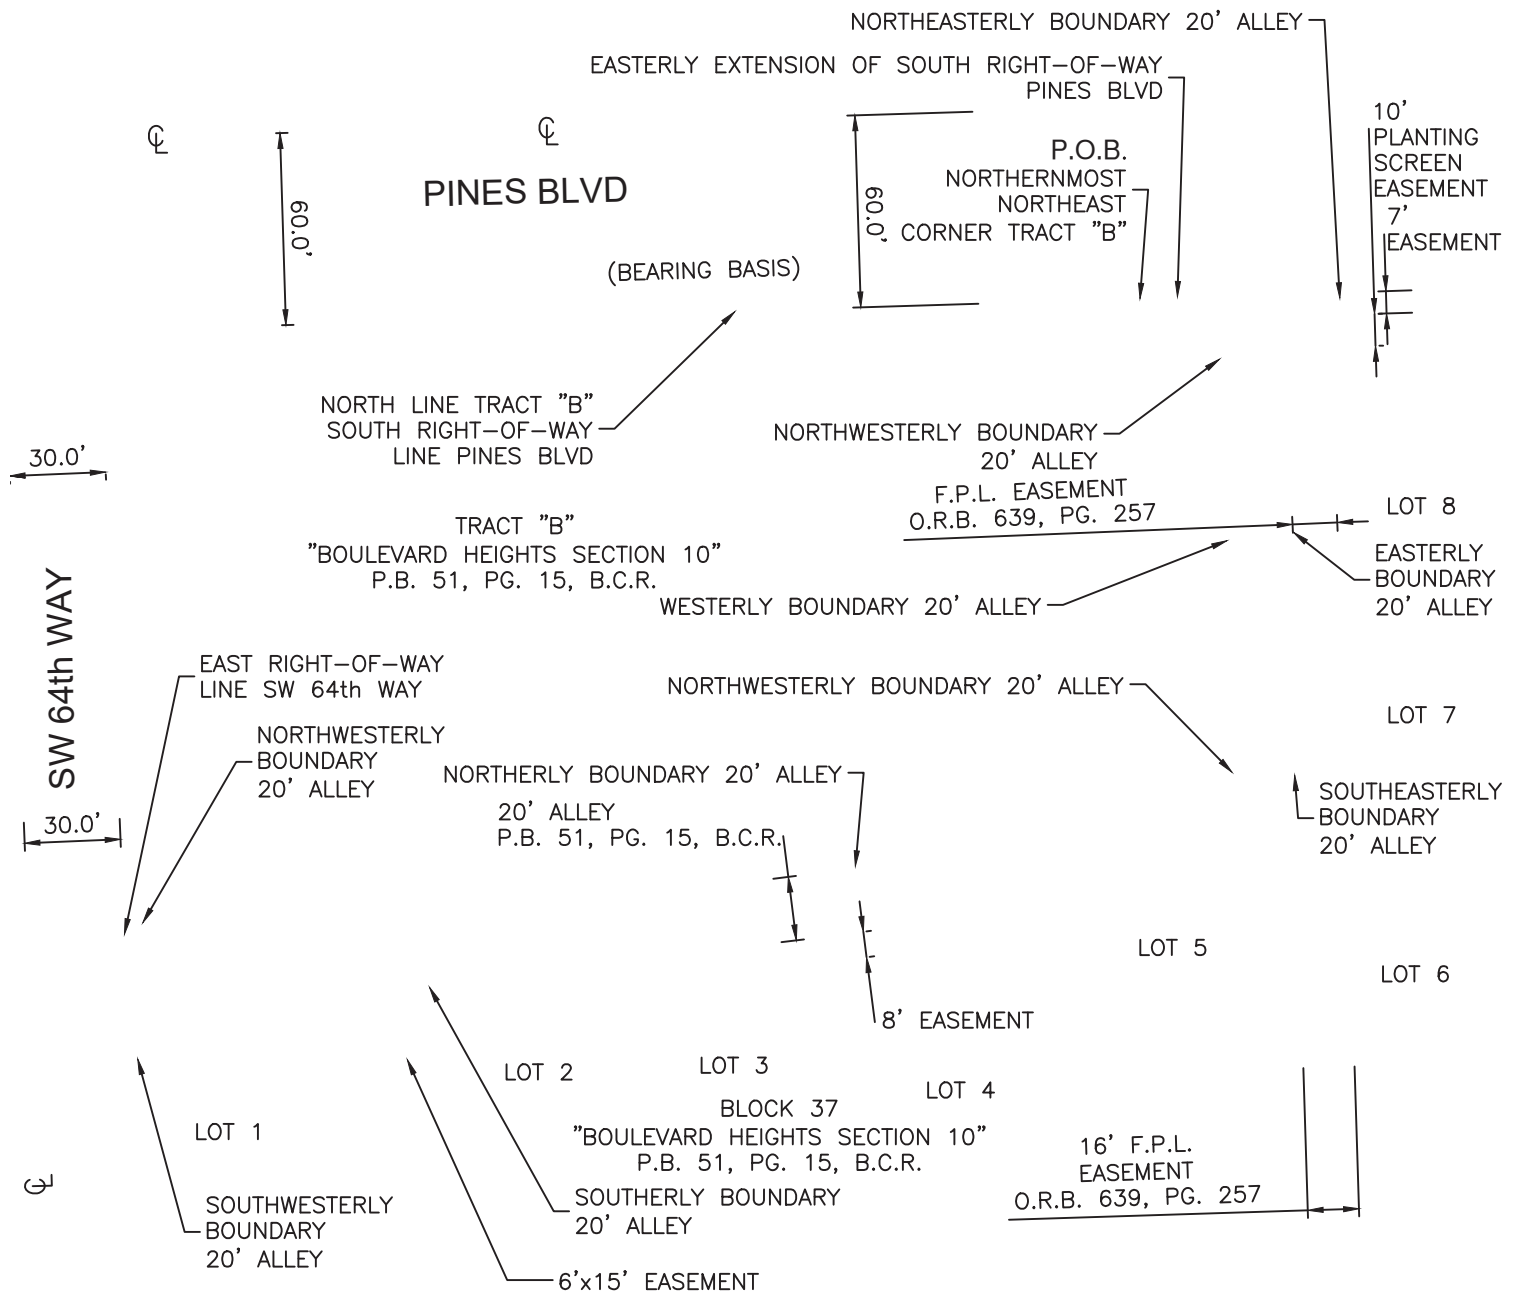 NORTHEASTERLY BOUNDARY 20' ALLEY
EASTERLY EXTENSION OF SOUTH RIGHT-OF-WAY
PINES BLVD
10'
PLANTING
SCREEN
EASEMENT
7'
EASEMENT
℄
℄
PINES BLVD
60.0'
60.0'
P.O.B.
NORTHERNMOST
NORTHEAST
CORNER TRACT "B"
(BEARING BASIS)
NORTH LINE TRACT "B"
SOUTH RIGHT-OF-WAY
LINE PINES BLVD
NORTHWESTERLY BOUNDARY
20' ALLEY
30.0'
F.P.L. EASEMENT
O.R.B. 639, PG. 257
LOT 8
TRACT "B"
"BOULEVARD HEIGHTS SECTION 10"
P.B. 51, PG. 15, B.C.R.
EASTERLY
BOUNDARY
20' ALLEY
WESTERLY BOUNDARY 20' ALLEY
SW 64th WAY
EAST RIGHT-OF-WAY
LINE SW 64th WAY
NORTHWESTERLY BOUNDARY 20' ALLEY
LOT 7
NORTHWESTERLY
BOUNDARY
20' ALLEY
NORTHERLY BOUNDARY 20' ALLEY
20' ALLEY
P.B. 51, PG. 15, B.C.R.
SOUTHEASTERLY
BOUNDARY
20' ALLEY
30.0'
LOT 5
LOT 6
8' EASEMENT
LOT 2
LOT 3
LOT 4
BLOCK 37
"BOULEVARD HEIGHTS SECTION 10"
P.B. 51, PG. 15, B.C.R.
LOT 1
16' F.P.L.
EASEMENT
O.R.B. 639, PG. 257
℄
SOUTHWESTERLY
BOUNDARY
20' ALLEY
SOUTHERLY BOUNDARY
20' ALLEY
6'x15' EASEMENT